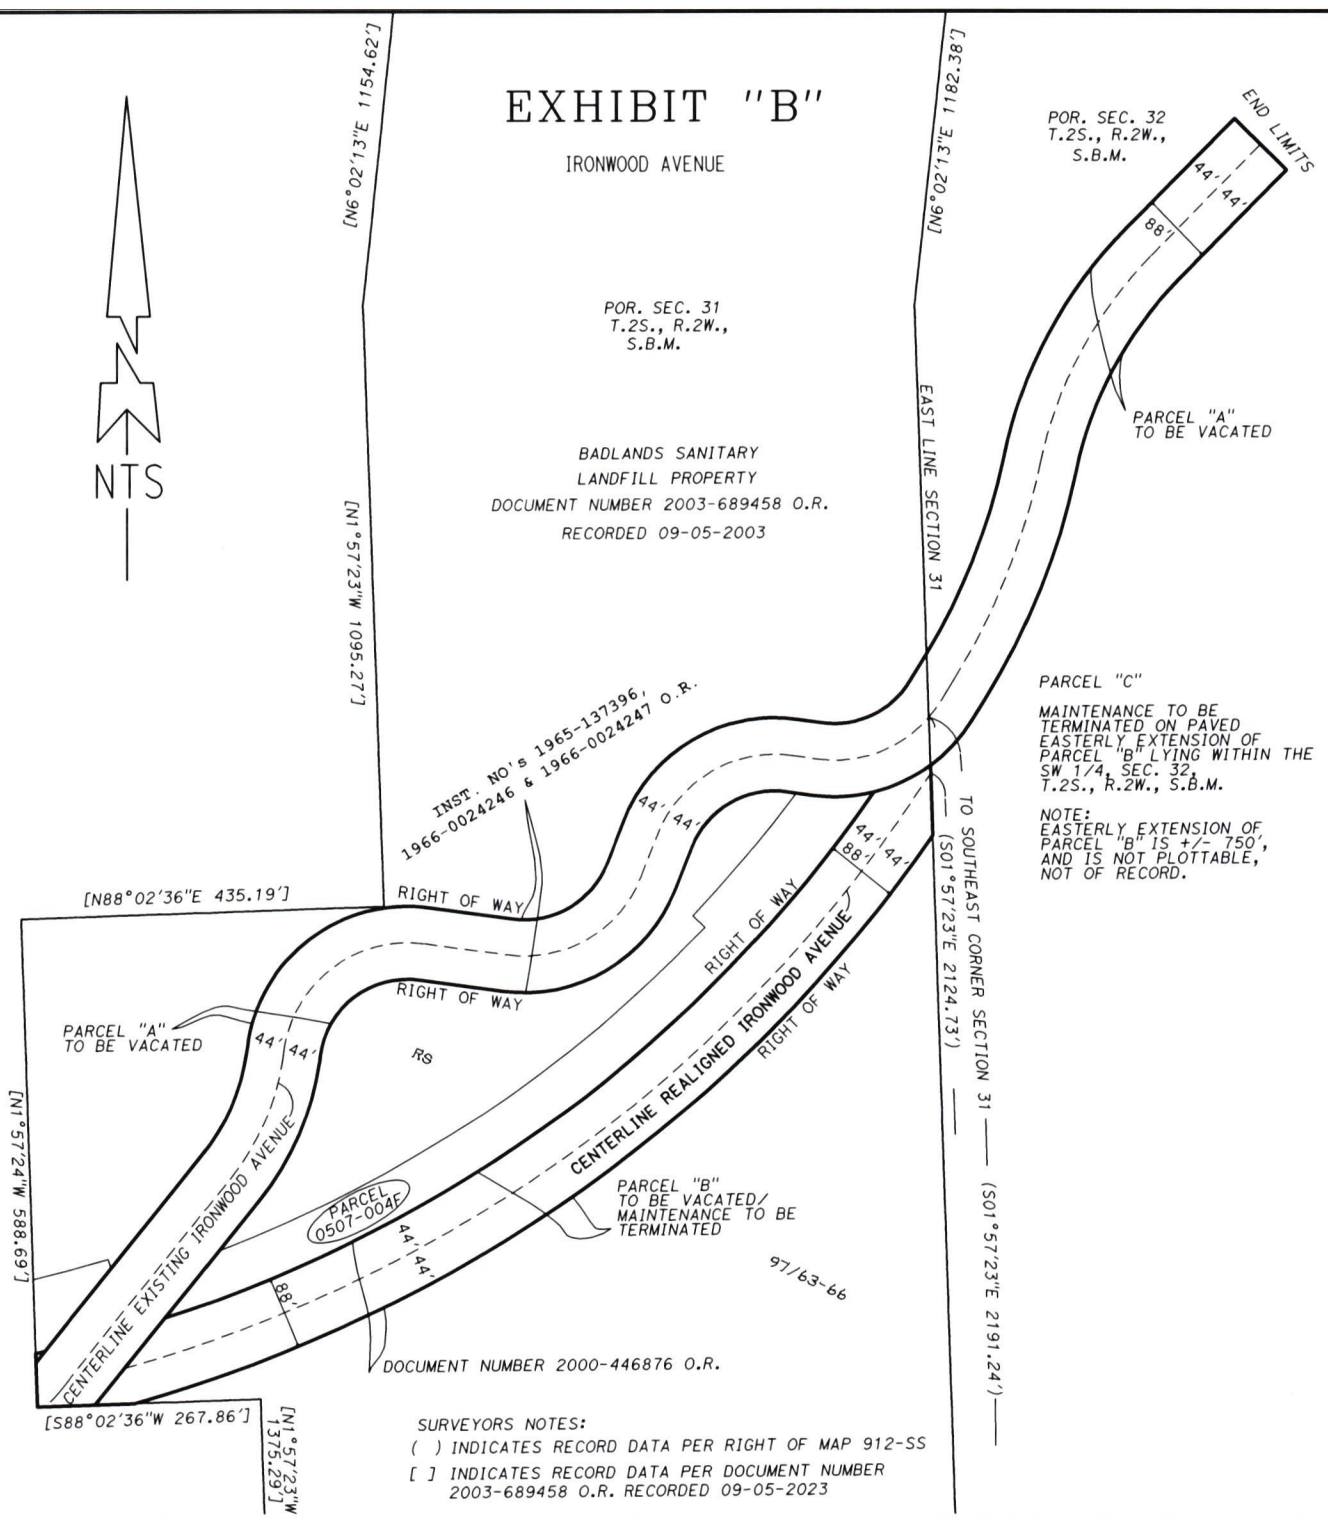 [N6°02'13"E 1154.62']
EXHIBIT "B"
IRONWOOD AVENUE
[N6°02'13"E 1182.38']
POR. SEC. 32
T.2S., R.2W.,
S.B.M.
END LIMITS
44' 44'
88'
NTS
POR. SEC. 31
T.2S., R.2W.,
S.B.M.
PARCEL "A"
TO BE VACATED
EAST LINE SECTION 31
BADLANDS SANITARY
LANDFILL PROPERTY
DOCUMENT NUMBER 2003-689458 O.R.
RECORDED 09-05-2003
[N1°57'23"W 1095.27']
INST. NO's 1965-137396,
1966-0024246 & 1966-0024247 O.R.
PARCEL "C"
MAINTENANCE TO BE
TERMINATED ON PAVED
EASTERLY EXTENSION OF
PARCEL "B" LYING WITHIN THE
SW 1/4, SEC. 32,
T.2S., R.2W., S.B.M.
NOTE:
EASTERLY EXTENSION OF
PARCEL "B" IS +/- 750',
AND IS NOT PLOTTABLE,
NOT OF RECORD.
44' 44'
44' 44'
88'
[N88°02'36"E 435.19']
RIGHT OF WAY
RIGHT OF WAY
RIGHT OF WAY
CENTERLINE REALIGNED IRONWOOD AVENUE
RIGHT OF WAY
(S01°57'23"E 2124.73')
TO SOUTHEAST CORNER SECTION 31
(S01°57'23"E 2191.24')
PARCEL "A"
TO BE VACATED
44' 44'
RS
[N1°57'24"W 588.69']
CENTERLINE EXISTING IRONWOOD AVENUE
PARCEL
0507-004F
PARCEL "B"
TO BE VACATED/
MAINTENANCE TO BE
TERMINATED
44' 44'
88'
97/63-66
DOCUMENT NUMBER 2000-446876 O.R.
[S88°02'36"W 267.86']
[N1°57'23"W
1375.29']
SURVEYORS NOTES:
( ) INDICATES RECORD DATA PER RIGHT OF MAP 912-SS
[ ] INDICATES RECORD DATA PER DOCUMENT NUMBER
2003-689458 O.R. RECORDED 09-05-2023